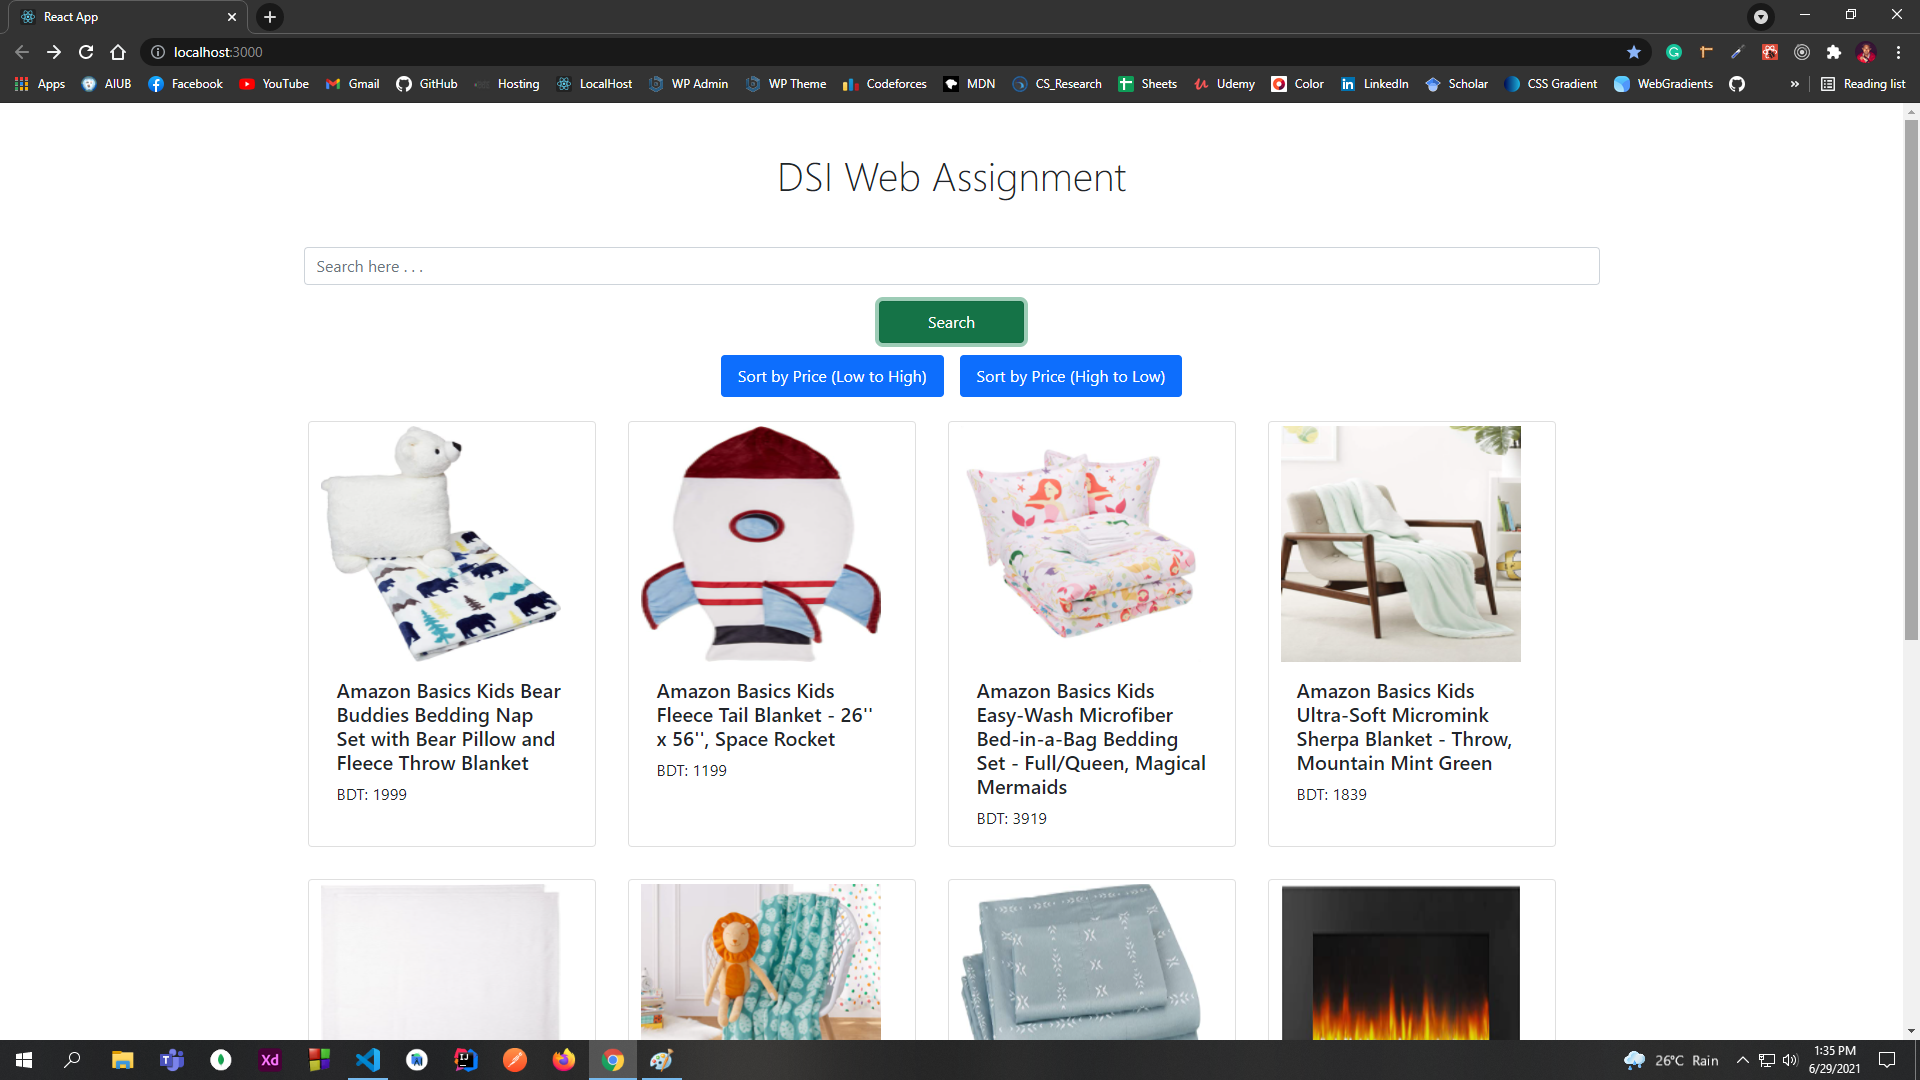 React App
localhost:3000
Apps
AIUB
Facebook
YouTube
Gmail
GitHub
Hosting
LocalHost
WP Admin
WP Theme
Codeforces
MDN
CS_Research
Sheets
Udemy
Color
LinkedIn
Scholar
CSS Gradient
WebGradients
»
Reading list
DSI Web Assignment
Search here . . .
Search
Sort by Price (Low to High)
Sort by Price (High to Low)
Amazon Basics Kids Bear
Buddies Bedding Nap
Set with Bear Pillow and
Fleece Throw Blanket
BDT: 1999
Amazon Basics Kids
Fleece Tail Blanket - 26''
x 56'', Space Rocket
BDT: 1199
Amazon Basics Kids
Easy-Wash Microfiber
Bed-in-a-Bag Bedding
Set - Full/Queen, Magical
Mermaids
BDT: 3919
Amazon Basics Kids
Ultra-Soft Micromink
Sherpa Blanket - Throw,
Mountain Mint Green
BDT: 1839
Xd
26°C Rain
1:35 PM
6/29/2021